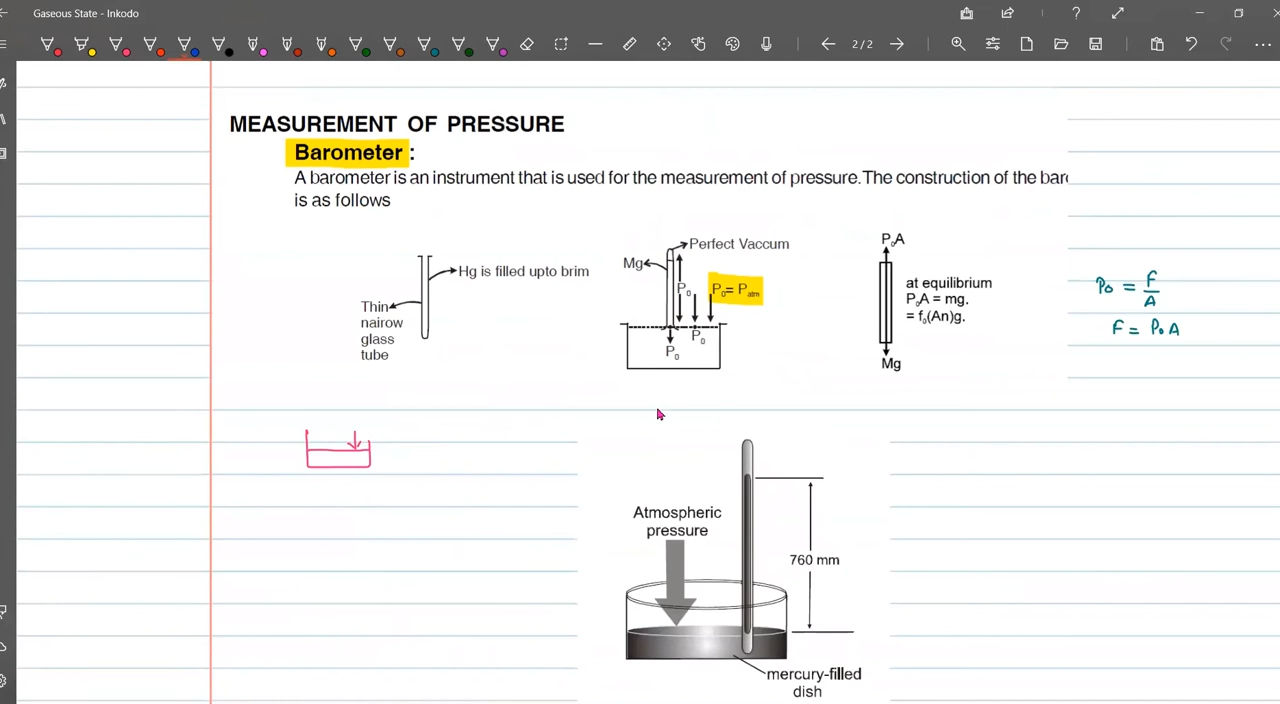 Gaseous State - Inkodo
2/2
MEASUREMENT OF PRESSURE
Barometer :
A barometer is an instrument that is used for the measurement of pressure.The construction of the bar
is as follows
Hg is filled upto brim
Thin
nairow
glass
tube
Perfect Vaccum
Mg
P₀
P₀= Pₐₜₘ
P₀
P₀
P₀A
at equilibrium
P₀A = mg.
= f₀(An)g.
Mg
P₀ = F/A
F = P₀A
Atmospheric
pressure
760 mm
mercury-filled
dish